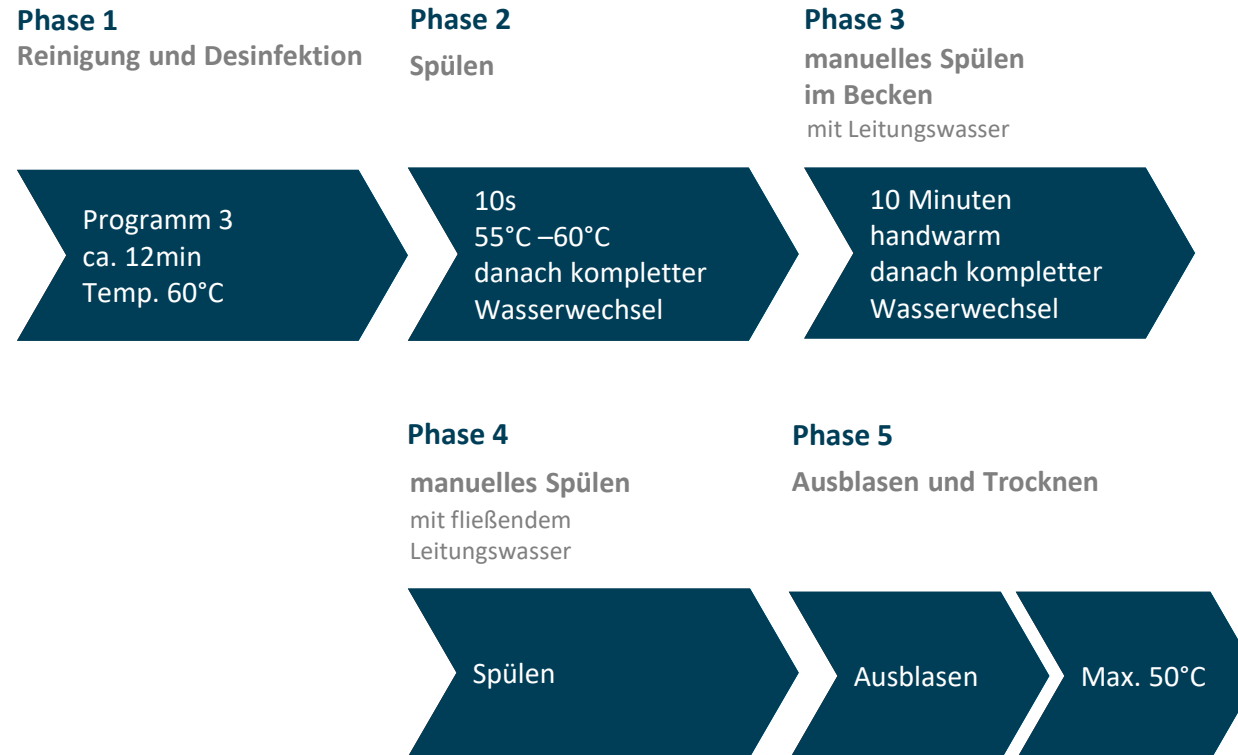 Phase 1
Reinigung und Desinfektion
Programm 3
ca. 12min
Temp. 60°C
Phase 2
Spülen
10s
55°C –60°C
danach kompletter
Wasserwechsel
Phase 3
manuelles Spülen
im Becken
mit Leitungswasser
10 Minuten
handwarm
danach kompletter
Wasserwechsel
Phase 4
manuelles Spülen
mit fließendem
Leitungswasser
Spülen
Phase 5
Ausblasen und Trocknen
Ausblasen
Max. 50°C